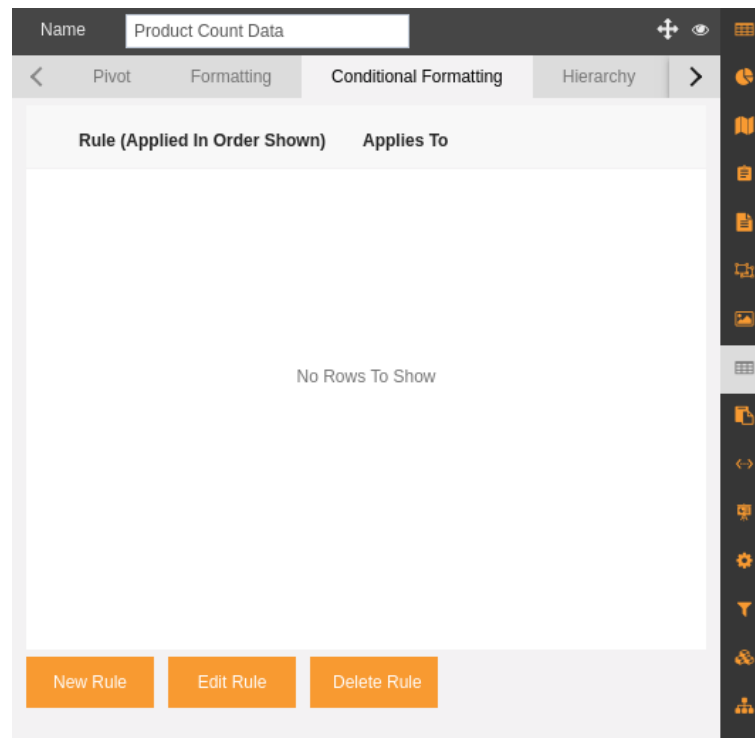 Name Product Count Data
Pivot Formatting Conditional Formatting Hierarchy
Rule (Applied In Order Shown) Applies To
No Rows To Show
New Rule Edit Rule Delete Rule